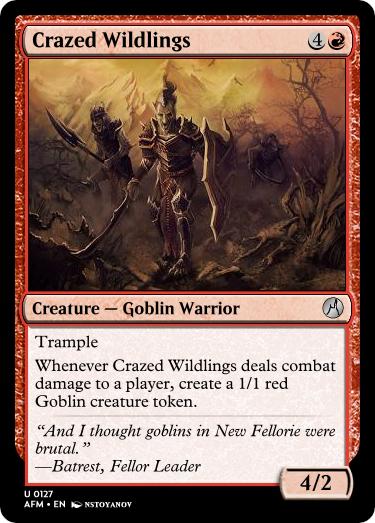 Crazed Wildlings 4
Creature — Goblin Warrior
Trample
Whenever Crazed Wildlings deals combat
damage to a player, create a 1/1 red
Goblin creature token.
“And I thought goblins in New Fellorie were
brutal.”
—Batrest, Fellor Leader
4/2
U 0127
AFM • EN NSTOYANOV